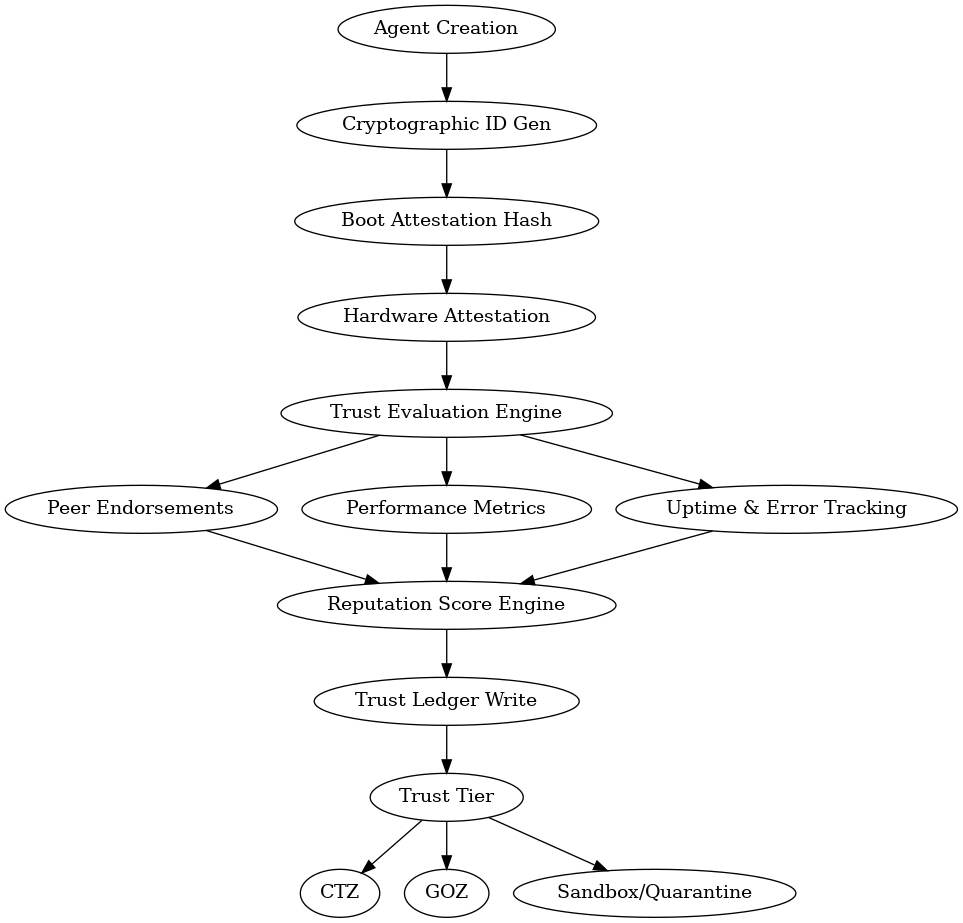 Agent Creation
Cryptographic ID Gen
Boot Attestation Hash
Hardware Attestation
Trust Evaluation Engine
Peer Endorsements
Performance Metrics
Uptime & Error Tracking
Reputation Score Engine
Trust Ledger Write
Trust Tier
CTZ
GOZ
Sandbox/Quarantine